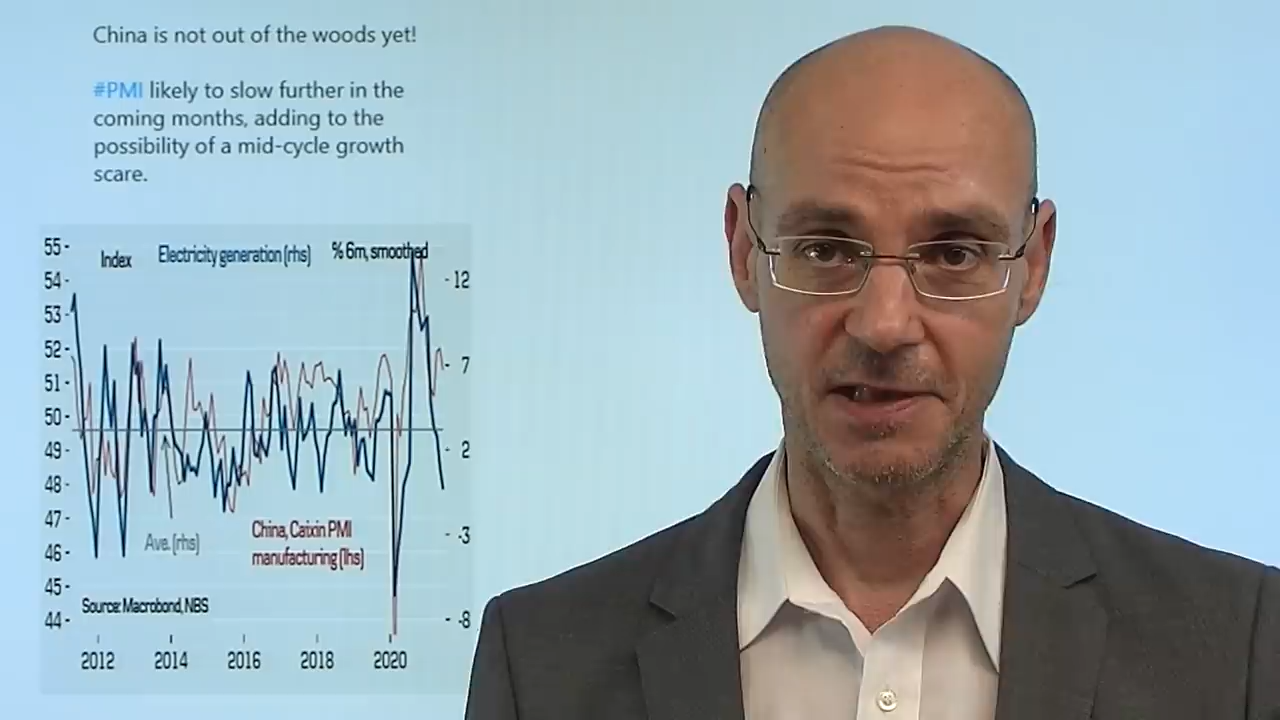 China is not out of the woods yet!
#PMI likely to slow further in the
coming months, adding to the
possibility of a mid-cycle growth
scare.
55
54
53
52
51
50
49
48
47
46
45
44
Index
Electricity generation (rhs)
% 6m, smoothed
12
7
2
-3
-8
Ave. (rhs)
China, Caixin PMI
manufacturing (lhs)
Source: Macrobond, NBS
2012 2014 2016 2018 2020